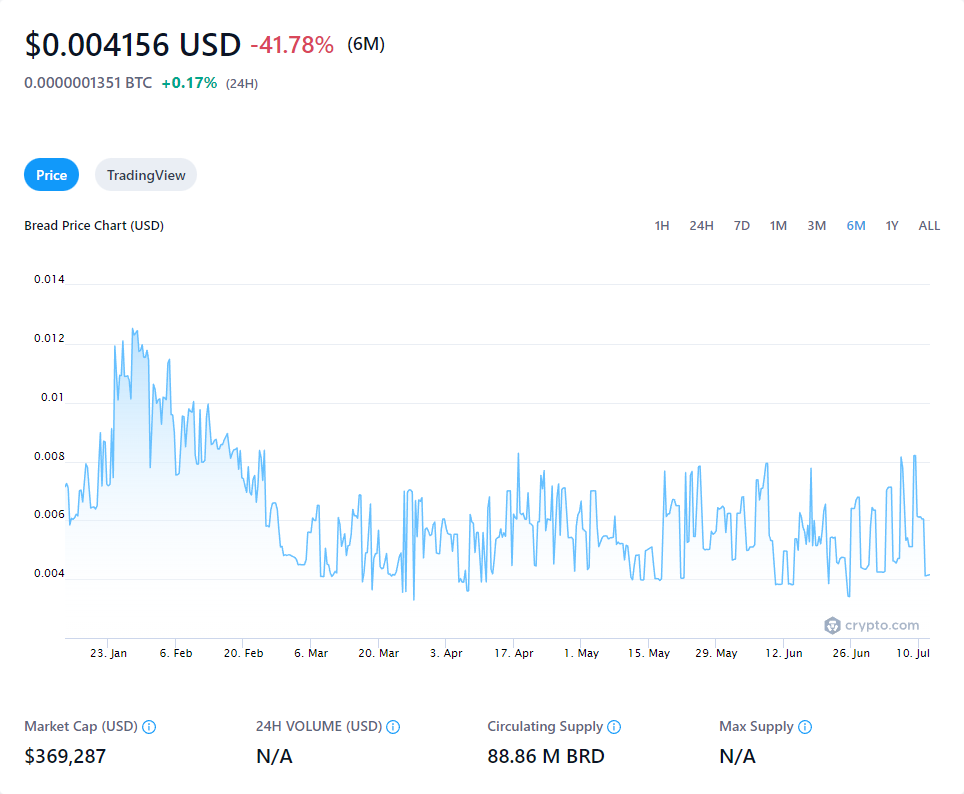 $0.004156 USD -41.78% (6M)
0.0000001351 BTC +0.17% (24H)
Price TradingView
Bread Price Chart (USD) 1H 24H 7D 1M 3M 6M 1Y ALL
0.014
0.012
0.01
0.008
0.006
0.004
crypto.com
23. Jan 6. Feb 20. Feb 6. Mar 20. Mar 3. Apr 17. Apr 1. May 15. May 29. May 12. Jun 26. Jun 10. Jul
Market Cap (USD) 24H VOLUME (USD) Circulating Supply Max Supply
$369,287 N/A 88.86 M BRD N/A